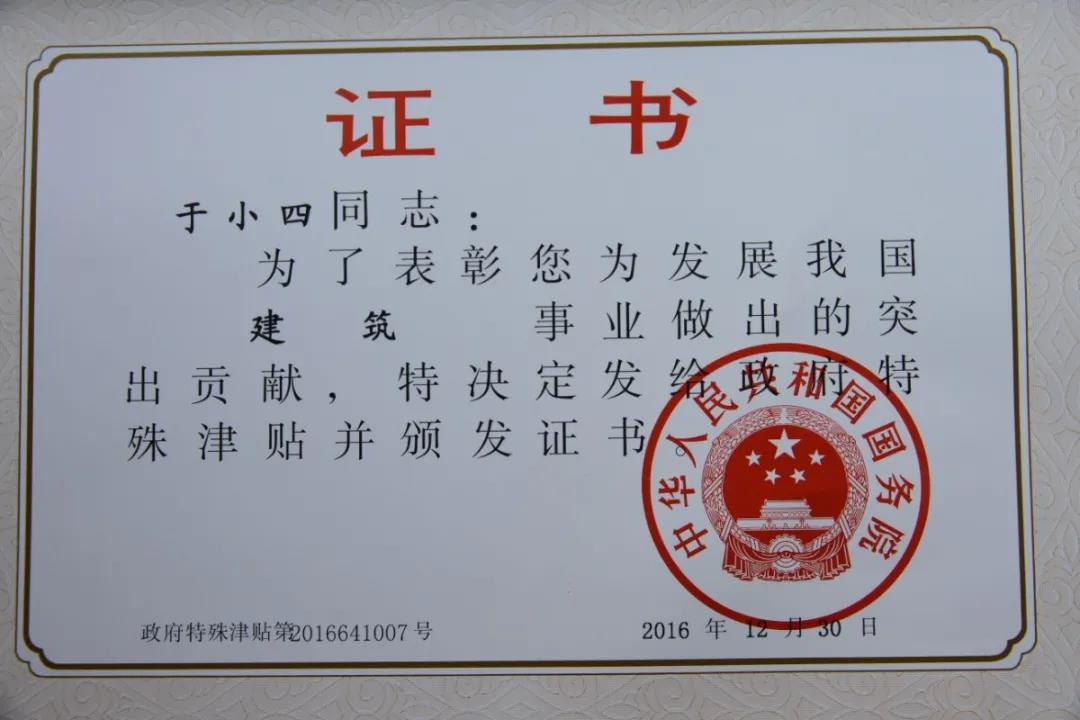 证书
于小四同志：
为了表彰您为发展我国
建筑事业做出的突
出贡献，特决定发给政府特
殊津贴并颁发证书。
中华人民共和国国务院
政府特殊津贴第2016641007号
2016年12月30日